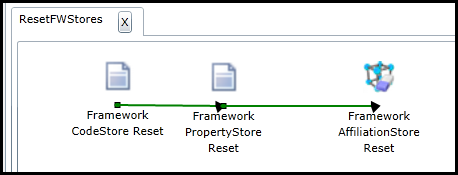 ResetFWStores X
Framework
CodeStore Reset
Framework
PropertyStore
Reset
Framework
AffiliationStore
Reset